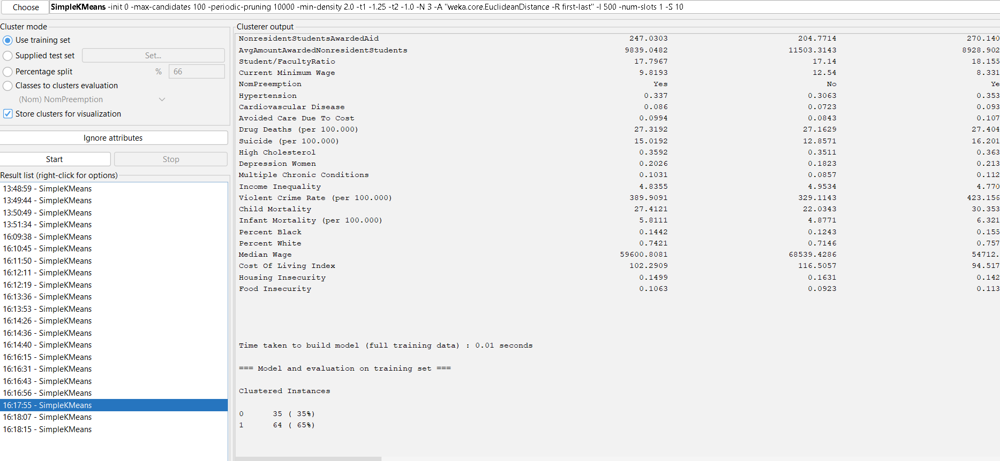 Choose SimpleKMeans -init 0 -max-candidates 100 -periodic-pruning 10000 -min-density 2.0 -t1 -1.25 -t2 -1.0 -N 3 -A "weka.core.EuclideanDistance -R first-last" -I 500 -num-slots 1 -S 10
Cluster mode
Use training set
Supplied test set Set...
Percentage split % 66
Classes to clusters evaluation
(Nom) NomPreemption
Store clusters for visualization
Ignore attributes
Start Stop
Result list (right-click for options)
13:48:59 - SimpleKMeans
13:49:44 - SimpleKMeans
13:50:49 - SimpleKMeans
13:51:34 - SimpleKMeans
16:09:38 - SimpleKMeans
16:10:45 - SimpleKMeans
16:11:50 - SimpleKMeans
16:12:11 - SimpleKMeans
16:12:19 - SimpleKMeans
16:13:36 - SimpleKMeans
16:13:53 - SimpleKMeans
16:14:26 - SimpleKMeans
16:14:36 - SimpleKMeans
16:14:40 - SimpleKMeans
16:16:15 - SimpleKMeans
16:16:31 - SimpleKMeans
16:16:43 - SimpleKMeans
16:16:56 - SimpleKMeans
16:17:55 - SimpleKMeans
16:18:07 - SimpleKMeans
16:18:15 - SimpleKMeans
Clusterer output
NonresidentStudentsAwardedAid 247.0303 204.7714 270.140
AvgAmountAwardedNonresidentStudents 9839.0482 11503.3143 8928.902
Student/FacultyRatio 17.7967 17.14 18.155
Current Minimum Wage 9.8193 12.54 8.331
NomPreemption Yes No Ye
Hypertension 0.337 0.3063 0.353
Cardiovascular Disease 0.086 0.0723 0.093
Avoided Care Due To Cost 0.0994 0.0843 0.107
Drug Deaths (per 100.000) 27.3192 27.1629 27.404
Suicide (per 100.000) 15.0192 12.8571 16.201
High Cholesterol 0.3592 0.3511 0.363
Depression Women 0.2026 0.1823 0.213
Multiple Chronic Conditions 0.1031 0.0857 0.112
Income Inequality 4.8355 4.9534 4.770
Violent Crime Rate (per 100.000) 389.9091 329.1143 423.156
Child Mortality 27.4121 22.0343 30.353
Infant Mortality (per 100.000) 5.8111 4.8771 6.321
Percent Black 0.1442 0.1243 0.155
Percent White 0.7421 0.7146 0.757
Median Wage 59600.8081 68539.4286 54712.
Cost Of Living Index 102.2909 116.5057 94.517
Housing Insecurity 0.1499 0.1631 0.142
Food Insecurity 0.1063 0.0923 0.113
Time taken to build model (full training data) : 0.01 seconds
=== Model and evaluation on training set ===
Clustered Instances
0 35 ( 35%)
1 64 ( 65%)